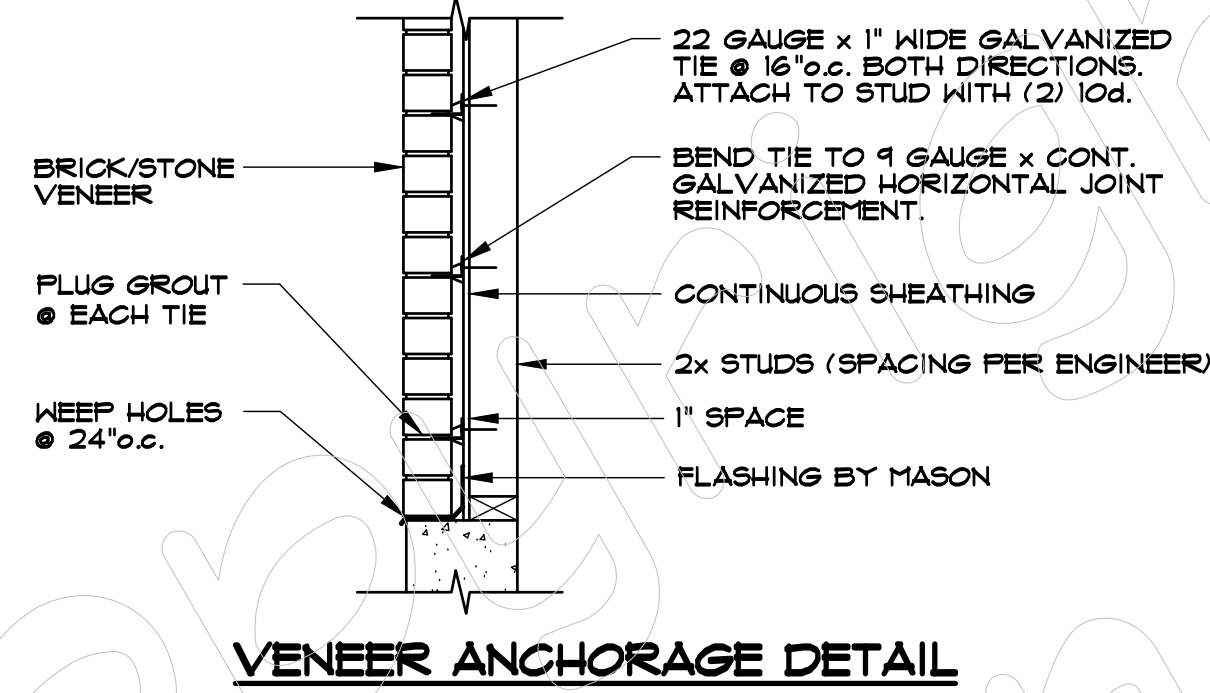 22 GAUGE x 1" WIDE GALVANIZED
TIE @ 16"o.c. BOTH DIRECTIONS.
ATTACH TO STUD WITH (2) 10d.
BRICK/STONE
VENEER
BEND TIE TO 9 GAUGE x CONT.
GALVANIZED HORIZONTAL JOINT
REINFORCEMENT.
PLUG GROUT
@ EACH TIE
CONTINUOUS SHEATHING
2x STUDS (SPACING PER ENGINEER)
WEEP HOLES
@ 24"o.c.
1" SPACE
FLASHING BY MASON
VENEER ANCHORAGE DETAIL